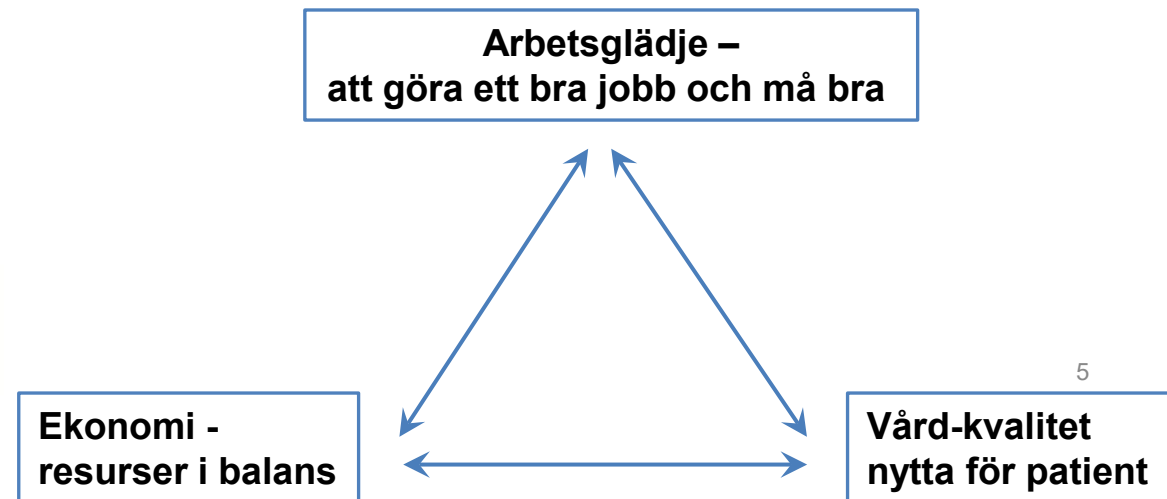 Arbetsglädje –
att göra ett bra jobb och må bra
5
Ekonomi -
resurser i balans
Vård-kvalitet
nytta för patient